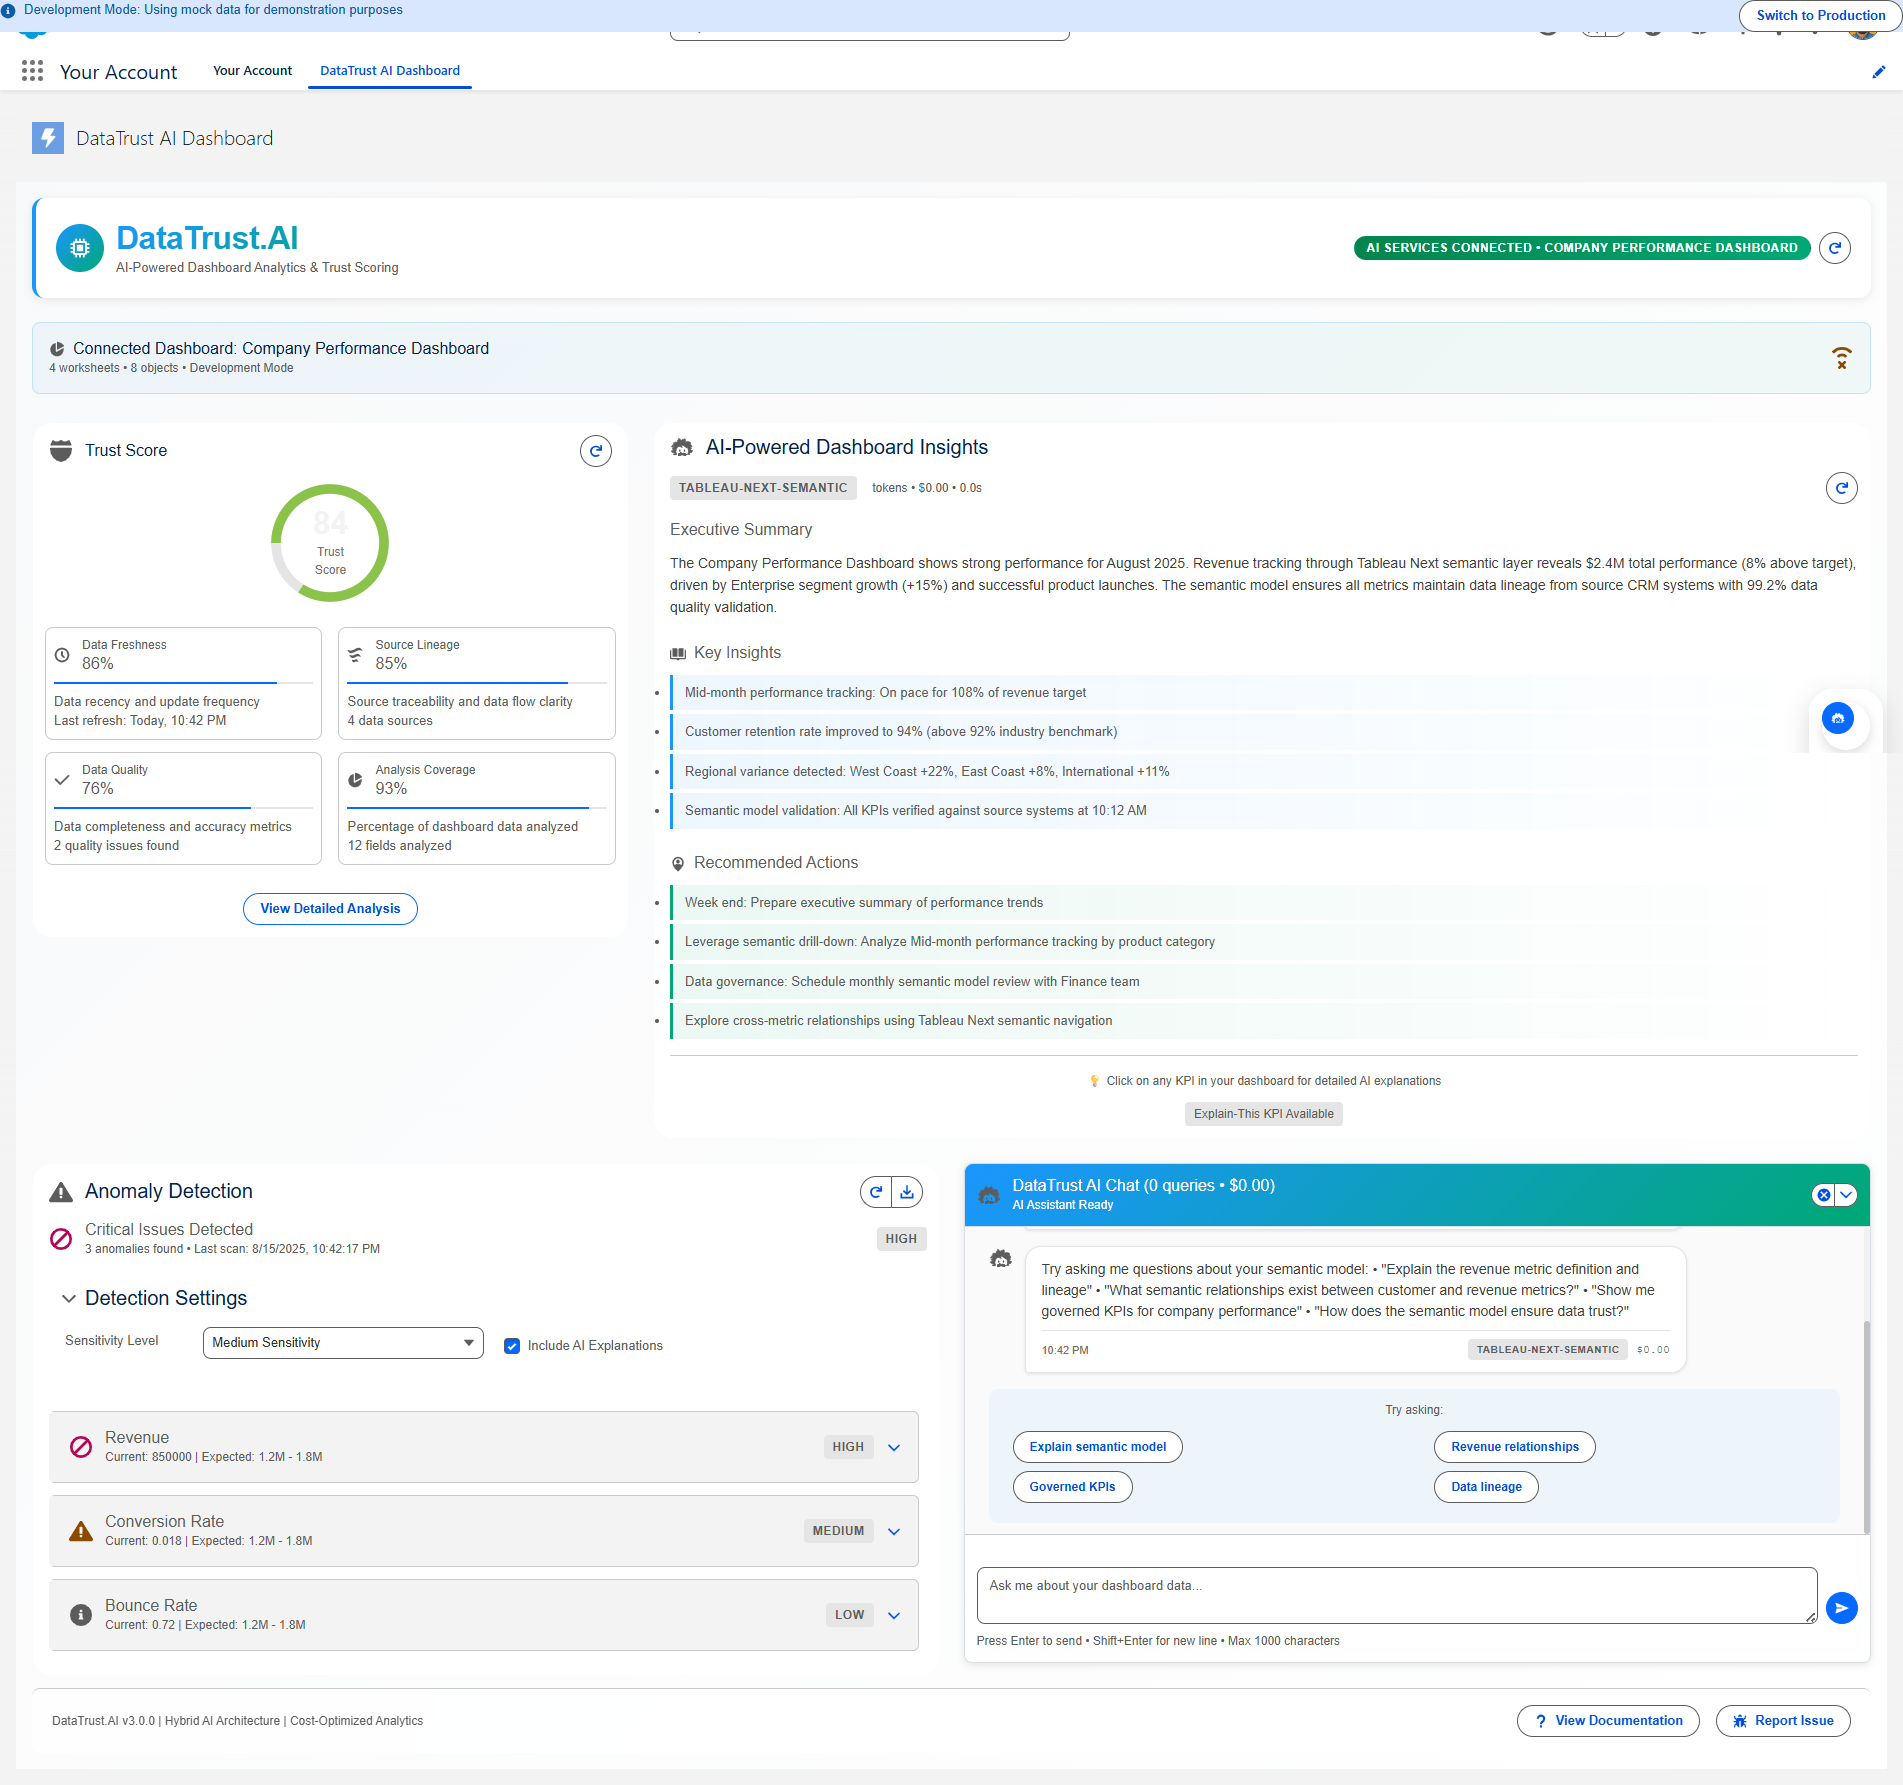 Development Mode: Using mock data for demonstration purposes
Switch to Production
Your Account
Your Account
DataTrust AI Dashboard
DataTrust AI Dashboard
DataTrust.AI
AI-Powered Dashboard Analytics & Trust Scoring
AI SERVICES CONNECTED • COMPANY PERFORMANCE DASHBOARD
Connected Dashboard: Company Performance Dashboard
4 worksheets • 8 objects • Development Mode
Trust Score
84
Trust
Score
Data Freshness
86%
Data recency and update frequency
Last refresh: Today, 10:42 PM
Source Lineage
85%
Source traceability and data flow clarity
4 data sources
Data Quality
76%
Data completeness and accuracy metrics
2 quality issues found
Analysis Coverage
93%
Percentage of dashboard data analyzed
12 fields analyzed
View Detailed Analysis
AI-Powered Dashboard Insights
TABLEAU-NEXT-SEMANTIC
tokens • $0.00 • 0.0s
Executive Summary
The Company Performance Dashboard shows strong performance for August 2025. Revenue tracking through Tableau Next semantic layer reveals $2.4M total performance (8% above target),
driven by Enterprise segment growth (+15%) and successful product launches. The semantic model ensures all metrics maintain data lineage from source CRM systems with 99.2% data
quality validation.
Key Insights
• Mid-month performance tracking: On pace for 108% of revenue target
• Customer retention rate improved to 94% (above 92% industry benchmark)
• Regional variance detected: West Coast +22%, East Coast +8%, International +11%
• Semantic model validation: All KPIs verified against source systems at 10:12 AM
Recommended Actions
• Week end: Prepare executive summary of performance trends
• Leverage semantic drill-down: Analyze Mid-month performance tracking by product category
• Data governance: Schedule monthly semantic model review with Finance team
• Explore cross-metric relationships using Tableau Next semantic navigation
Click on any KPI in your dashboard for detailed AI explanations
Explain-This KPI Available
Anomaly Detection
Critical Issues Detected
3 anomalies found • Last scan: 8/15/2025, 10:42:17 PM
HIGH
Detection Settings
Sensitivity Level
Medium Sensitivity
Include AI Explanations
Revenue
Current: 850000 | Expected: 1.2M - 1.8M
HIGH
Conversion Rate
Current: 0.018 | Expected: 1.2M - 1.8M
MEDIUM
Bounce Rate
Current: 0.72 | Expected: 1.2M - 1.8M
LOW
DataTrust AI Chat (0 queries • $0.00)
AI Assistant Ready
Try asking me questions about your semantic model: • "Explain the revenue metric definition and
lineage" • "What semantic relationships exist between customer and revenue metrics?" • "Show me
governed KPIs for company performance" • "How does the semantic model ensure data trust?"
10:42 PM
TABLEAU-NEXT-SEMANTIC
$0.00
Try asking:
Explain semantic model
Revenue relationships
Governed KPIs
Data lineage
Ask me about your dashboard data...
Press Enter to send • Shift+Enter for new line • Max 1000 characters
DataTrust.AI v3.0.0 | Hybrid AI Architecture | Cost-Optimized Analytics
View Documentation
Report Issue